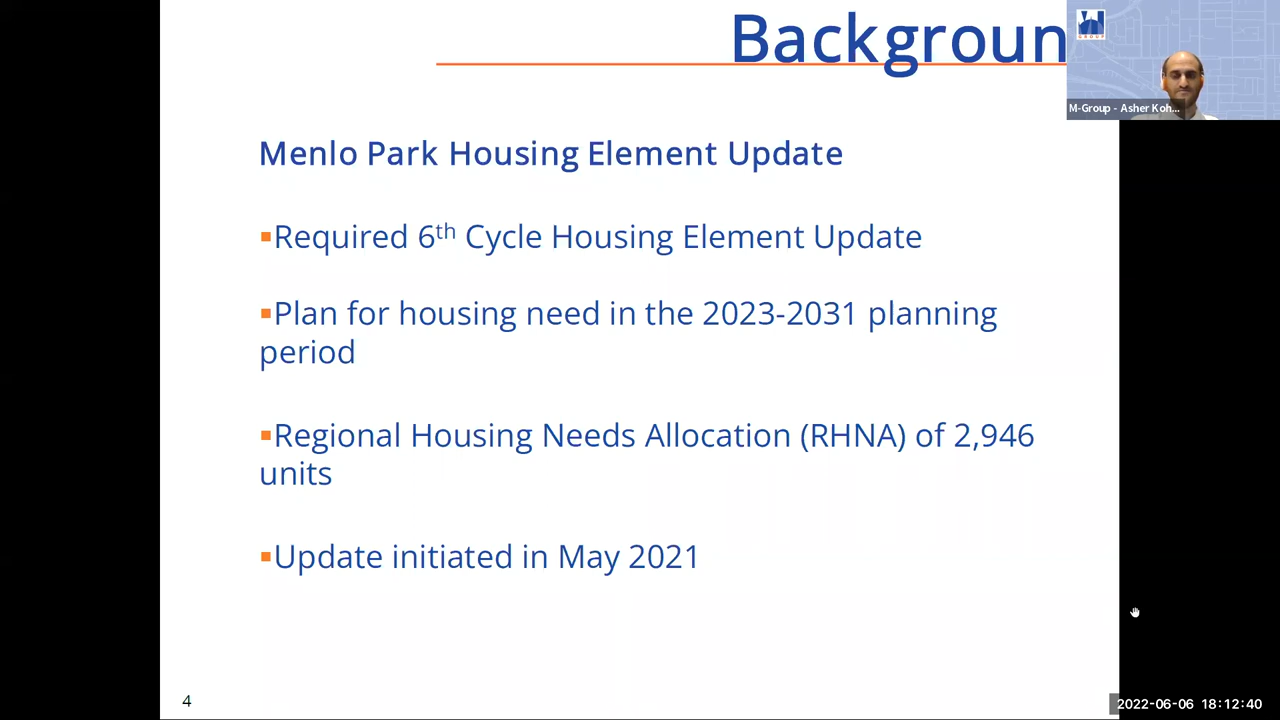 Backgroun
GROUP
M-Group - Asher Koh...
Menlo Park Housing Element Update
▪Required 6th Cycle Housing Element Update
▪Plan for housing need in the 2023-2031 planning
period
▪Regional Housing Needs Allocation (RHNA) of 2,946
units
▪Update initiated in May 2021
4
2022-06-06 18:12:40